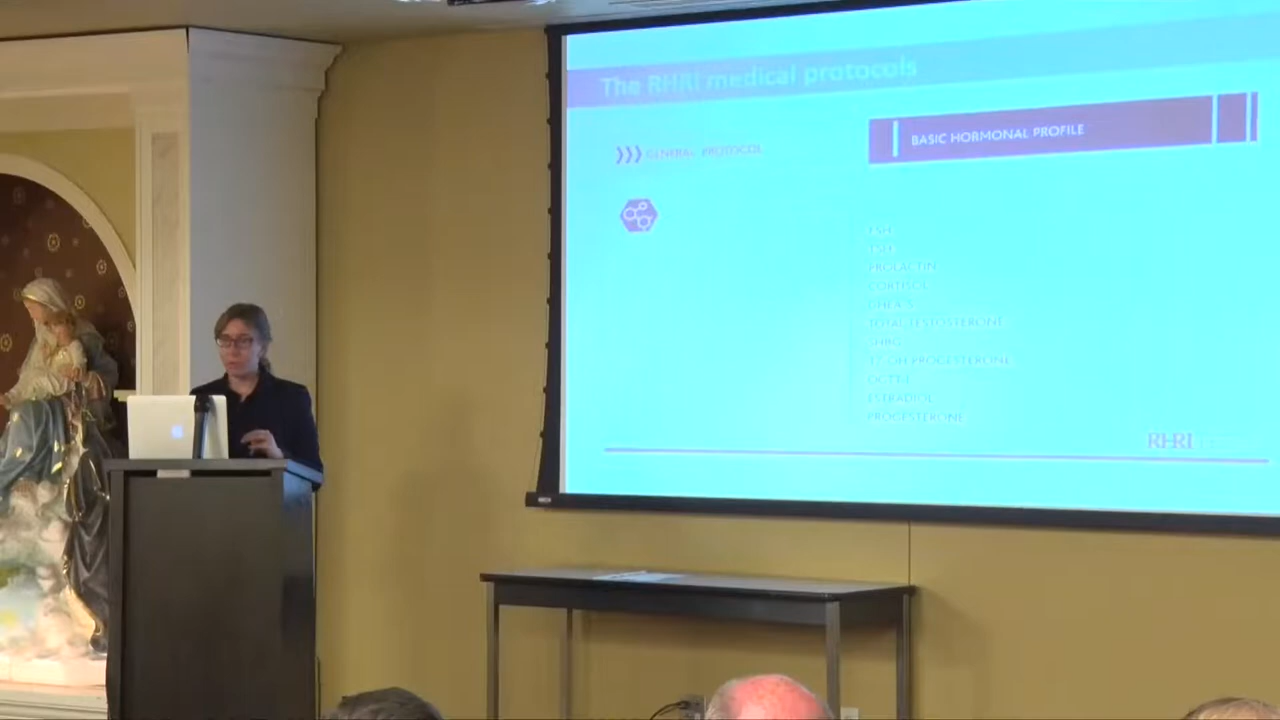 The RHRI medical protocols
GENERAL PROTOCOL
BASIC HORMONAL PROFILE
FSH
PROLACTIN
CORTISOL
DHEA-S
TOTAL TESTOSTERONE
SHBG
17-OH PROGESTERONE
ESTRADIOL
PROGESTERONE
RHRI